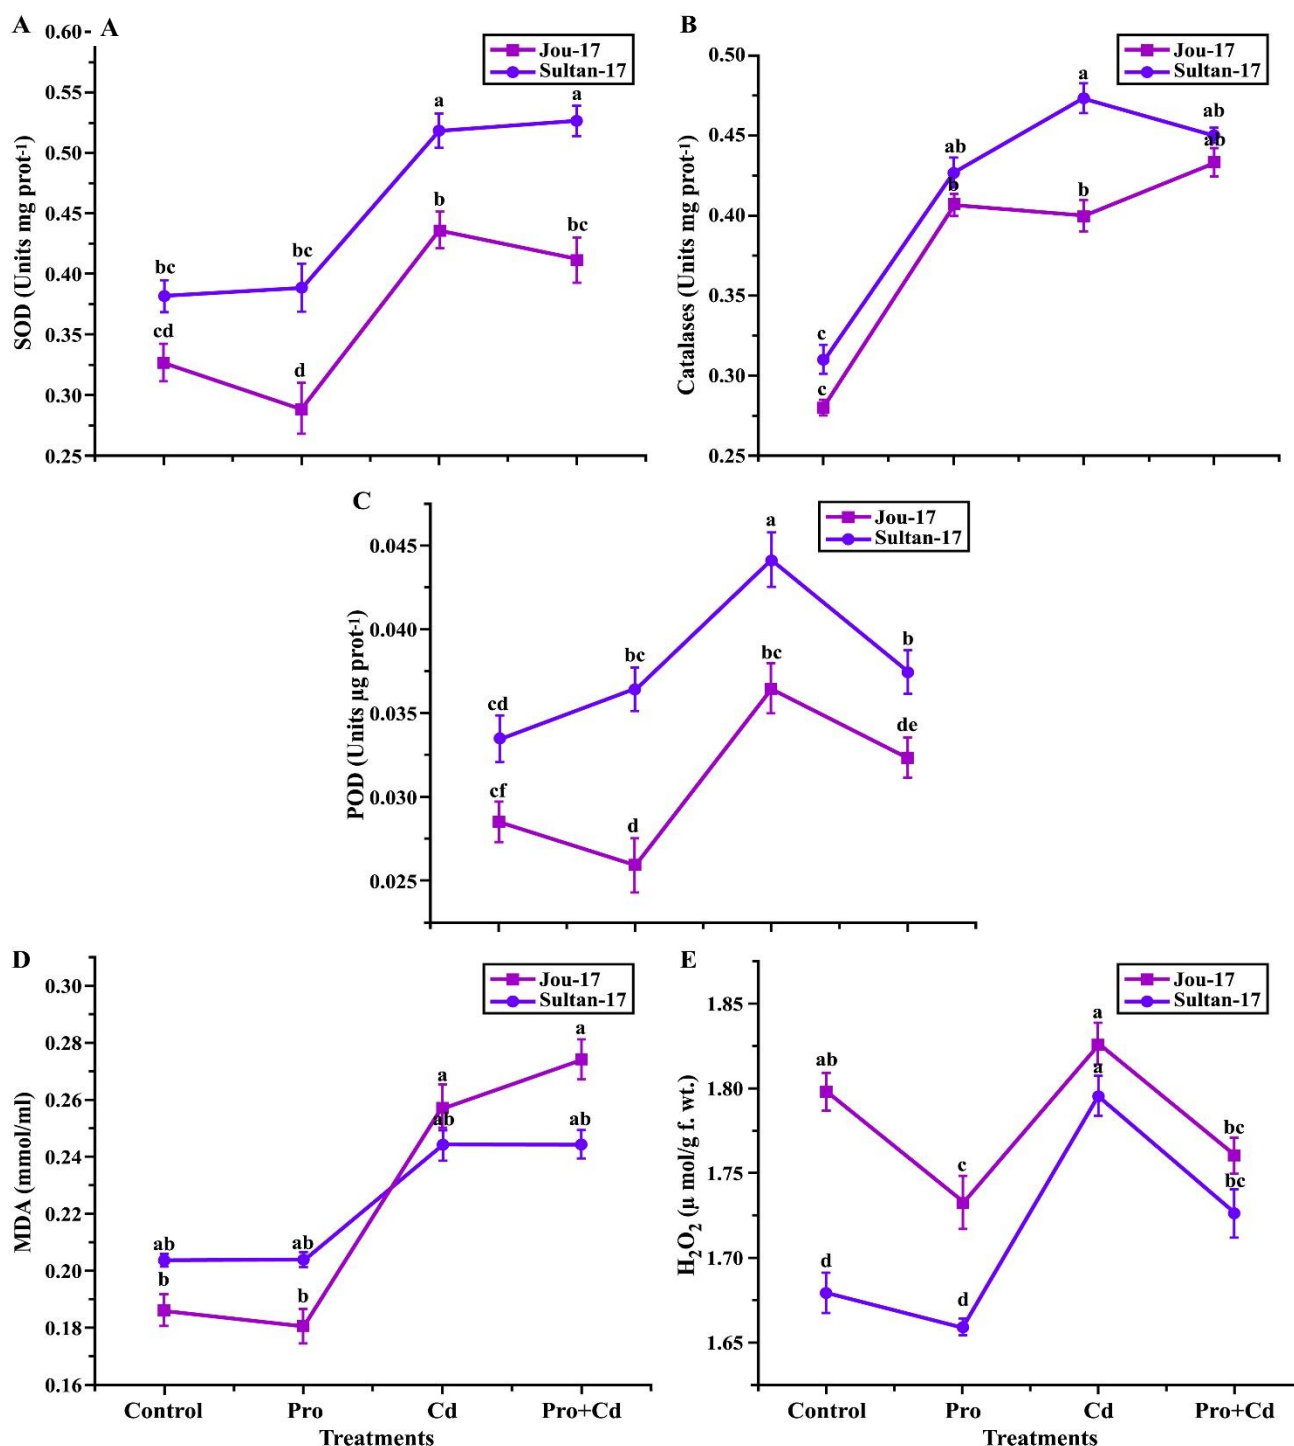 A
A
Jou-17
Sultan-17
SOD (Units mg prot-1)
0.60
0.55
0.50
0.45
0.40
0.35
0.30
0.25
bc
bc
a
a
cd
d
b
bc
B
Jou-17
Sultan-17
Catalases (Units mg prot-1)
0.50
0.45
0.40
0.35
0.30
0.25
c
ab
a
ab
c
b
b
ab
C
Jou-17
Sultan-17
POD (Units µg prot-1)
0.045
0.040
0.035
0.030
0.025
cd
bc
a
b
cf
d
bc
de
D
Jou-17
Sultan-17
MDA (mmol/ml)
0.30
0.28
0.26
0.24
0.22
0.20
0.18
0.16
ab
ab
a
a
b
b
ab
ab
Control
Pro
Cd
Pro+Cd
Treatments
E
Jou-17
Sultan-17
H2O2 (µ mol/g f. wt.)
1.85
1.80
1.75
1.70
1.65
ab
c
a
bc
d
d
a
bc
Control
Pro
Cd
Pro+Cd
Treatments